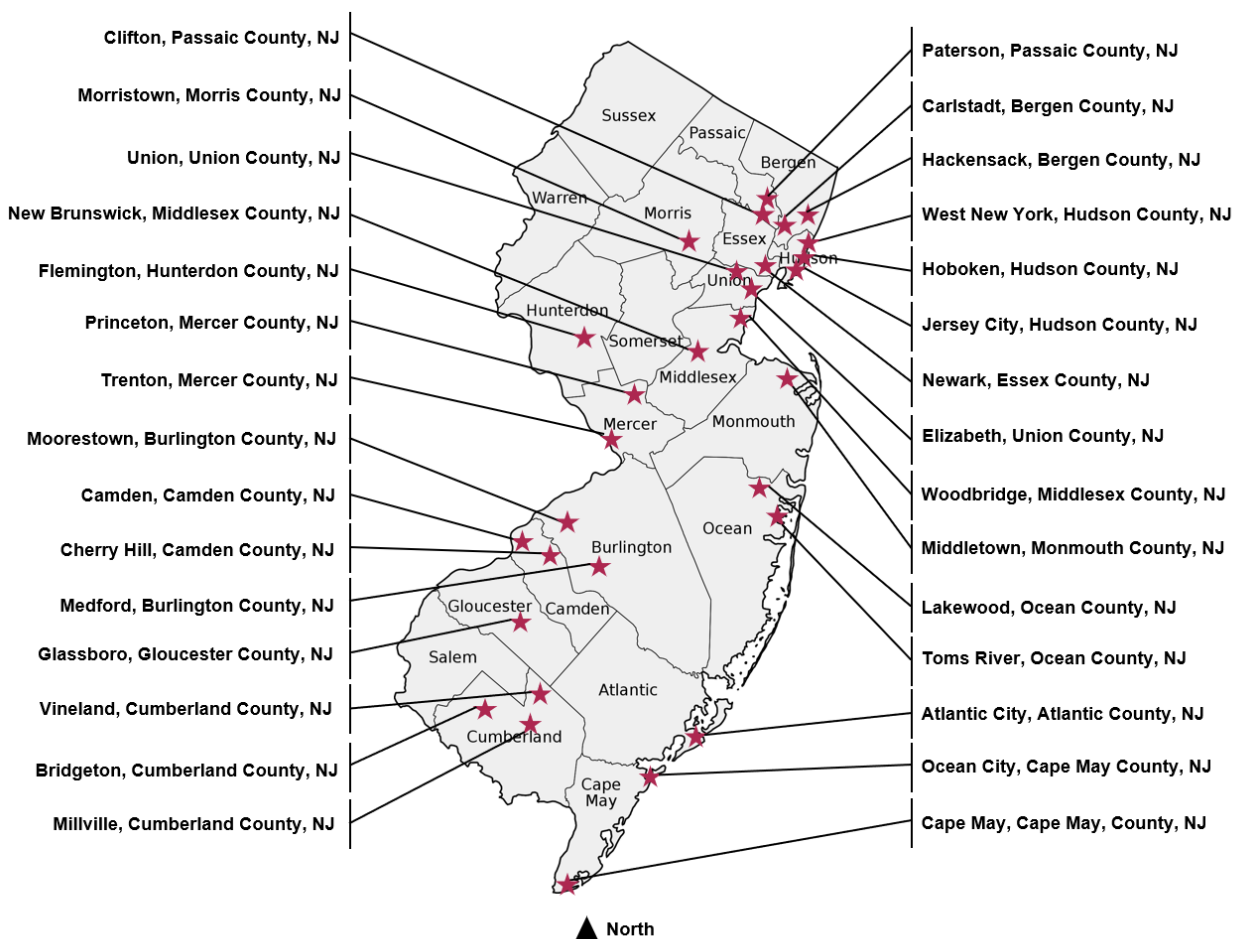 Clifton, Passaic County, NJ
Morristown, Morris County, NJ
Union, Union County, NJ
New Brunswick, Middlesex County, NJ
Flemington, Hunterdon County, NJ
Princeton, Mercer County, NJ
Trenton, Mercer County, NJ
Moorestown, Burlington County, NJ
Camden, Camden County, NJ
Cherry Hill, Camden County, NJ
Medford, Burlington County, NJ
Glassboro, Gloucester County, NJ
Vineland, Cumberland County, NJ
Bridgeton, Cumberland County, NJ
Millville, Cumberland County, NJ
Sussex
Passaic
Bergen
Warren
Morris
Essex
Hudson
Union
Hunterdon
Somerset
Middlesex
Mercer
Monmouth
Ocean
Burlington
Gloucester
Camden
Salem
Atlantic
Cumberland
Cape
May
Paterson, Passaic County, NJ
Carlstadt, Bergen County, NJ
Hackensack, Bergen County, NJ
West New York, Hudson County, NJ
Hoboken, Hudson County, NJ
Jersey City, Hudson County, NJ
Newark, Essex County, NJ
Elizabeth, Union County, NJ
Woodbridge, Middlesex County, NJ
Middletown, Monmouth County, NJ
Lakewood, Ocean County, NJ
Toms River, Ocean County, NJ
Atlantic City, Atlantic County, NJ
Ocean City, Cape May County, NJ
Cape May, Cape May, County, NJ
North